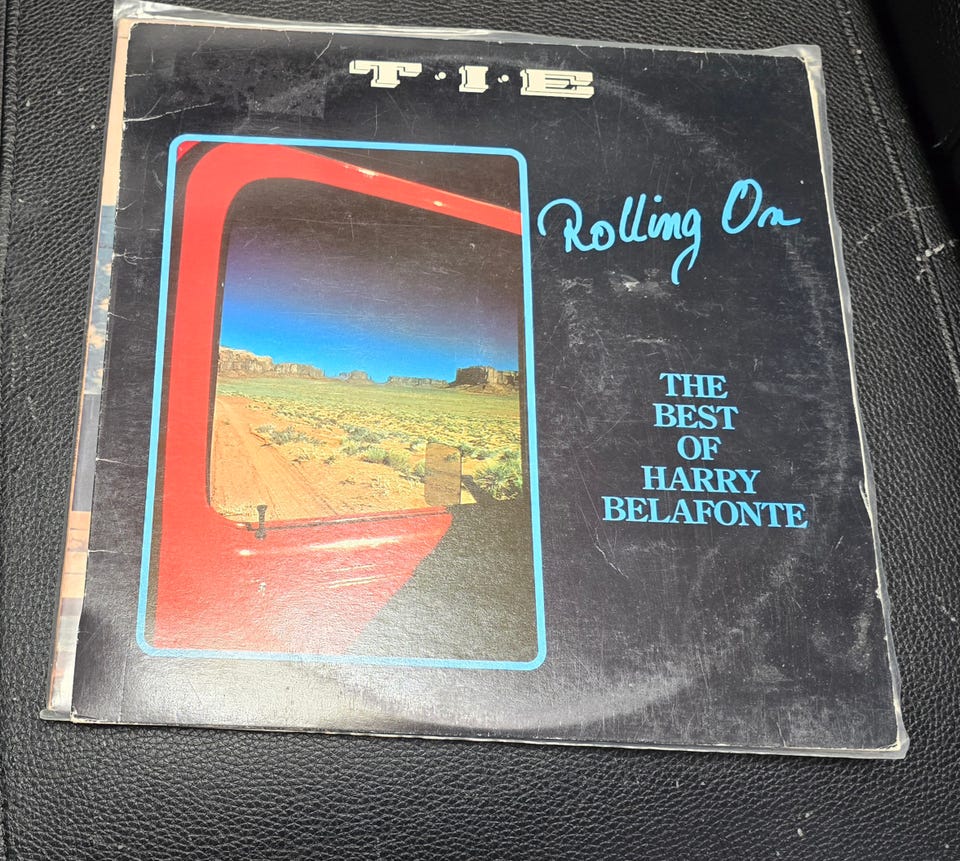 T·I·E
Rolling On
THE
BEST
OF
HARRY
BELAFONTE